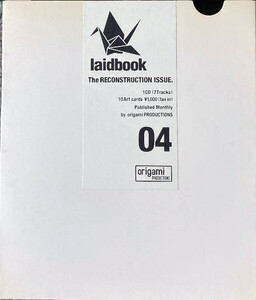 laidbook
The RECONSTRUCTION ISSUE.
1CD (7Tracks)
16Art cards ¥1,000(tax in)
Published Monthly
by origami PRODUCTIONS
04
origami
PRODUCTIONS